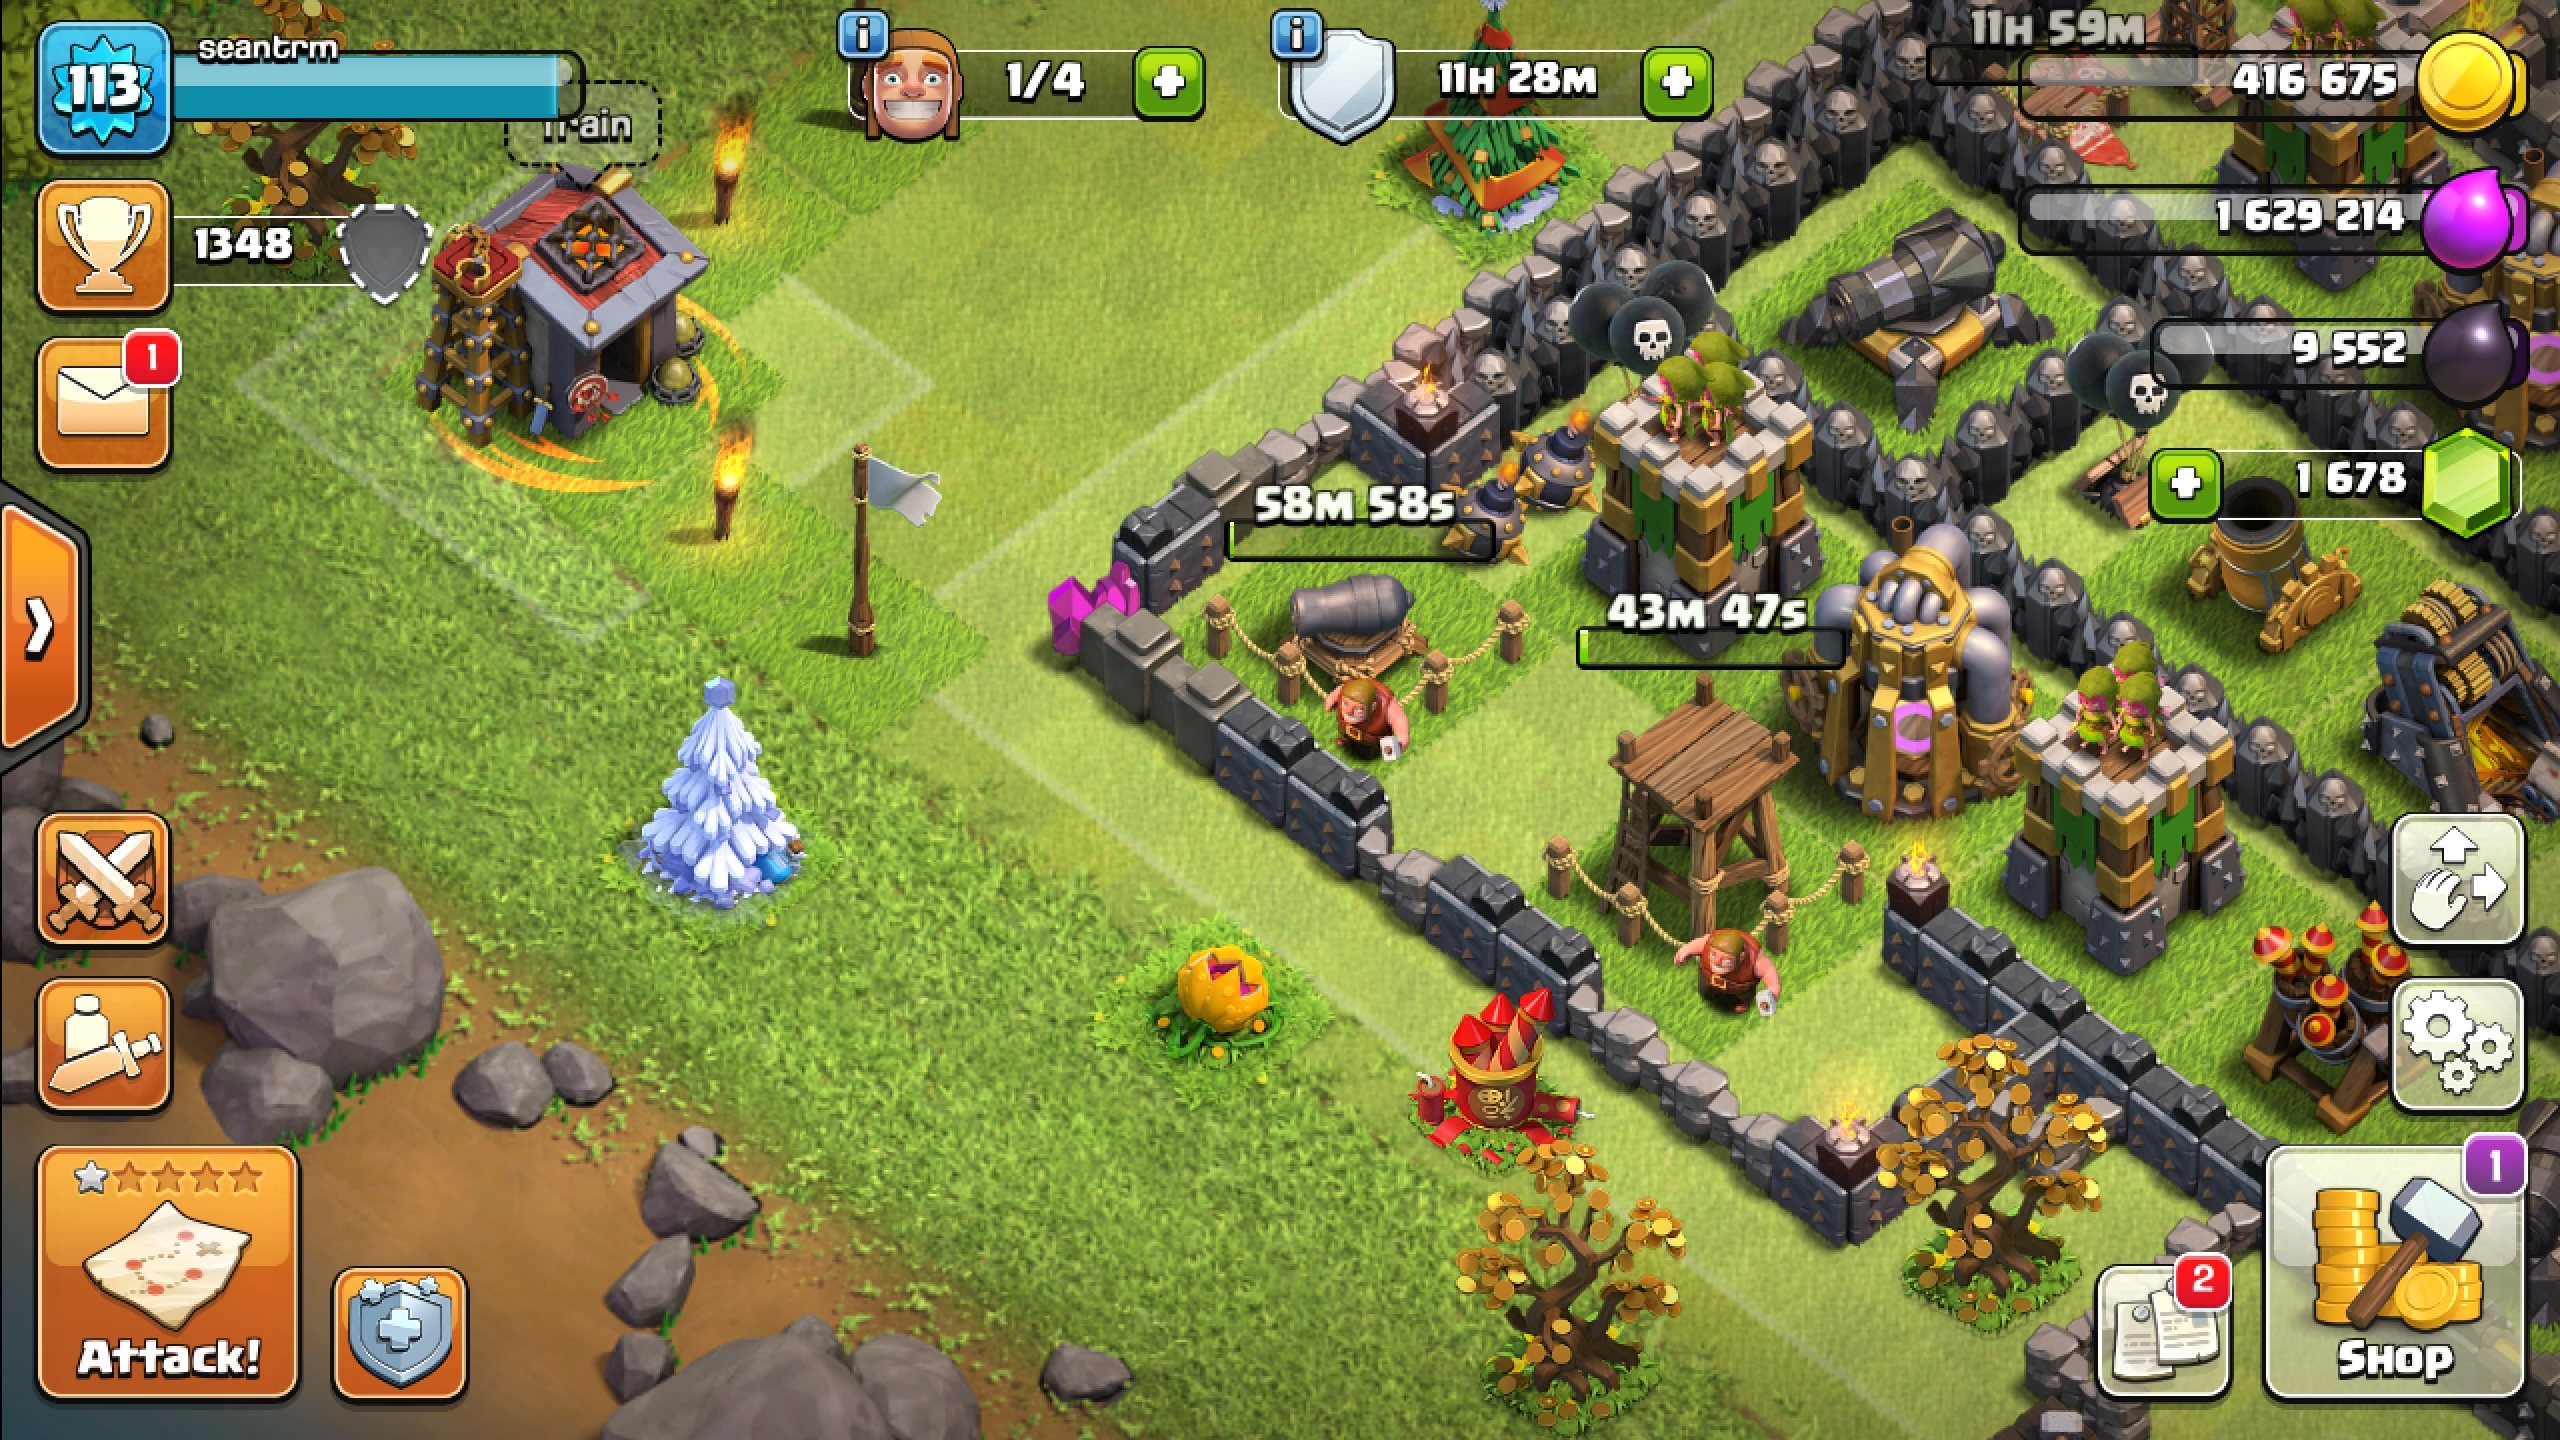 113
seantrm
1/4
11H 28M
11H 59M
416 675
Train
1348
1 629 214
1
9 552
1 678
58M 58S
43M 47S
1
2
Attack!
Shop